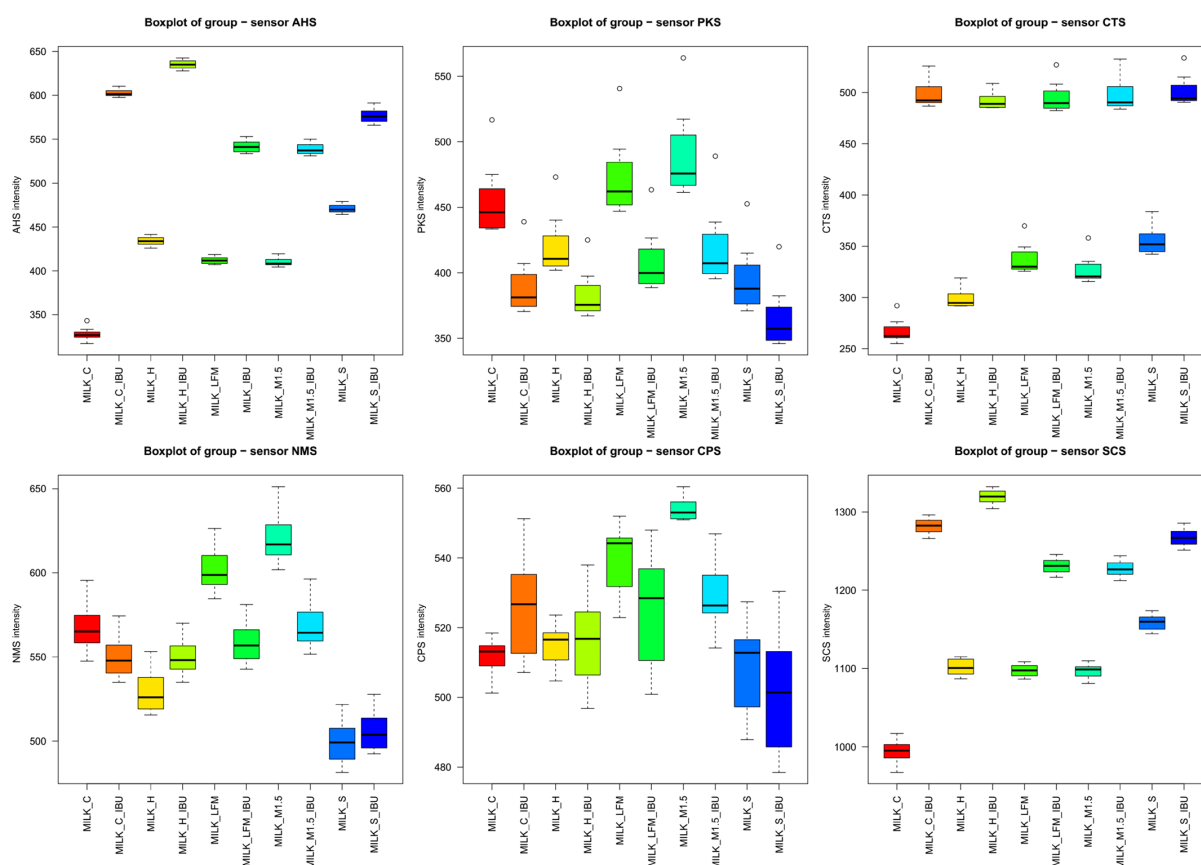 Boxplot of group − sensor AHS
AHS intensity
650
600
550
500
450
400
350
MILK_C
MILK_C_IBU
MILK_H
MILK_H_IBU
MILK_LFM
MILK_IBU
MILK_M1.5
MILK_M1.5_IBU
MILK_S
MILK_S_IBU
Boxplot of group − sensor PKS
PKS intensity
550
500
450
400
350
MILK_C
MILK_C_IBU
MILK_H
MILK_H_IBU
MILK_LFM
MILK_LFM_IBU
MILK_M1.5
MILK_M1.5_IBU
MILK_S
MILK_S_IBU
Boxplot of group − sensor CTS
CTS intensity
500
450
400
350
300
250
MILK_C
MILK_C_IBU
MILK_H
MILK_H_IBU
MILK_LFM
MILK_LFM_IBU
MILK_M1.5
MILK_M1.5_IBU
MILK_S
MILK_S_IBU
Boxplot of group − sensor NMS
NMS intensity
650
600
550
500
MILK_C
MILK_C_IBU
MILK_H
MILK_H_IBU
MILK_LFM
MILK_LFM_IBU
MILK_M1.5
MILK_M1.5_IBU
MILK_S
MILK_S_IBU
Boxplot of group − sensor CPS
CPS intensity
560
540
520
500
480
MILK_C
MILK_C_IBU
MILK_H
MILK_H_IBU
MILK_LFM
MILK_LFM_IBU
MILK_M1.5
MILK_M1.5_IBU
MILK_S
MILK_S_IBU
Boxplot of group − sensor SCS
SCS intensity
1300
1200
1100
1000
MILK_C
MILK_C_IBU
MILK_H
MILK_H_IBU
MILK_LFM
MILK_LFM_IBU
MILK_M1.5
MILK_M1.5_IBU
MILK_S
MILK_S_IBU